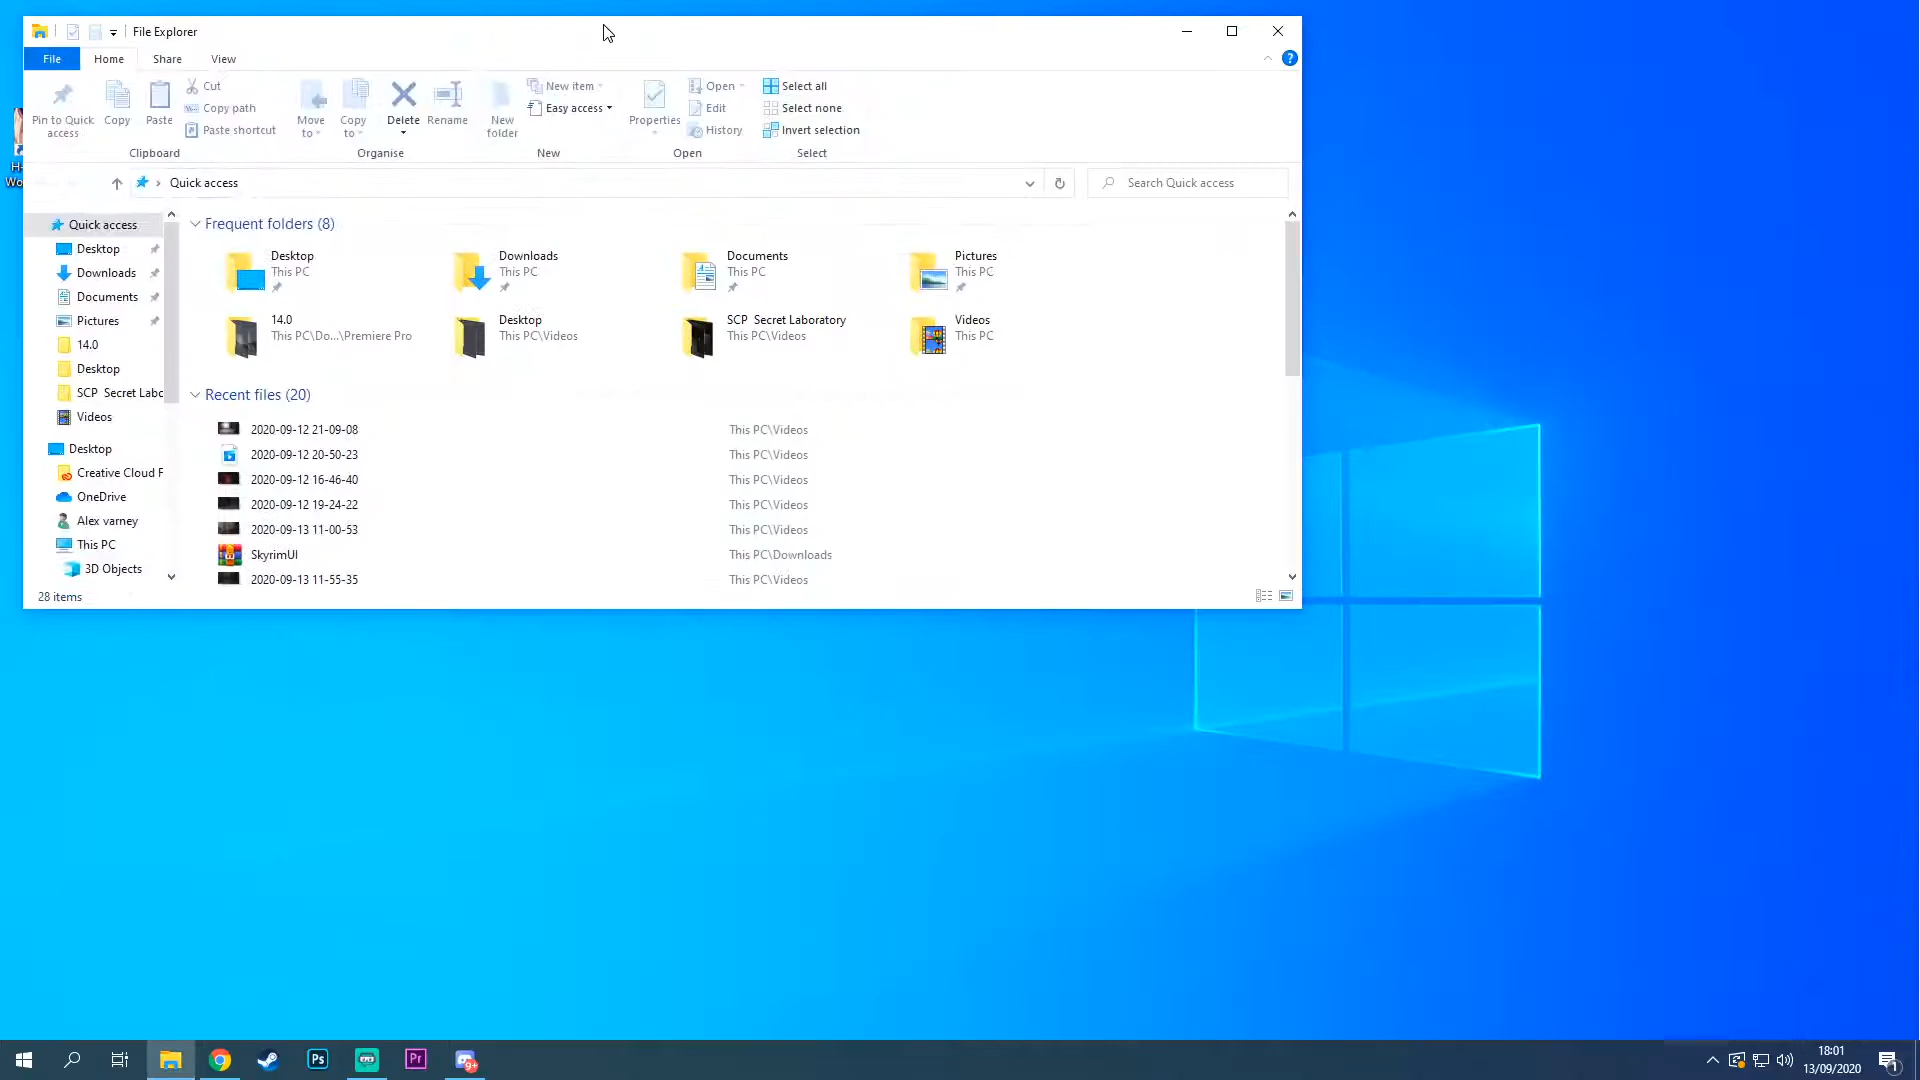 File Explorer
File Home Share View
Pin to Quick access
Copy
Paste
Cut
Copy path
Paste shortcut
Clipboard
Move to
Copy to
Delete
Rename
Organise
New folder
New item
Easy access
New
Properties
Open
Edit
History
Open
Select all
Select none
Invert selection
Select
Quick access
Search Quick access
Quick access
Desktop
Downloads
Documents
Pictures
14.0
Desktop
SCP Secret Labc
Videos
Desktop
Creative Cloud F
OneDrive
Alex varney
This PC
3D Objects
Frequent folders (8)
Desktop
This PC
Downloads
This PC
Documents
This PC
Pictures
This PC
14.0
This PC\Do...\Premiere Pro
Desktop
This PC\Videos
SCP Secret Laboratory
This PC\Videos
Videos
This PC
Recent files (20)
2020-09-12 21-09-08 This PC\Videos
2020-09-12 20-50-23 This PC\Videos
2020-09-12 16-46-40 This PC\Videos
2020-09-12 19-24-22 This PC\Videos
2020-09-13 11-00-53 This PC\Videos
SkyrimUI This PC\Downloads
2020-09-13 11-55-35 This PC\Videos
28 items
Ps
Pr
9+
18:01
13/09/2020
1